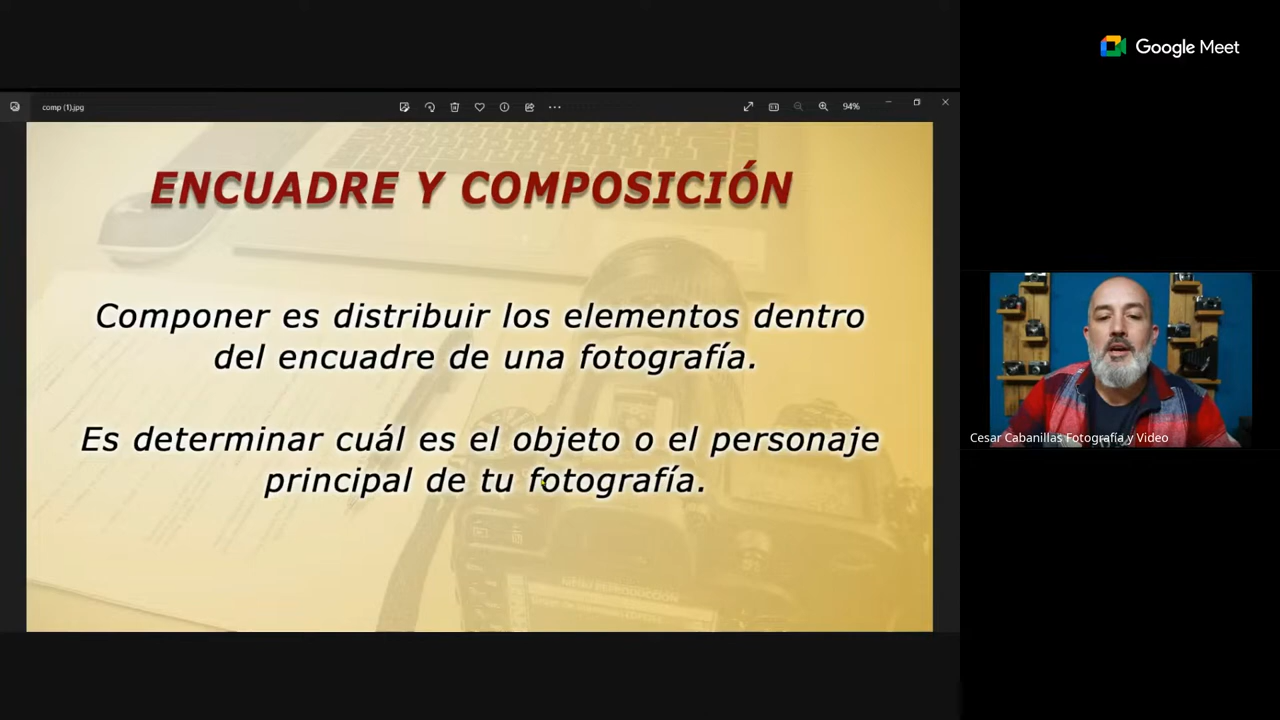 Google Meet
comp (1).jpg
94%
ENCUADRE Y COMPOSICIÓN
Componer es distribuir los elementos dentro
del encuadre de una fotografía.
Es determinar cuál es el objeto o el personaje
principal de tu fotografía.
Cesar Cabanillas Fotografía y Video